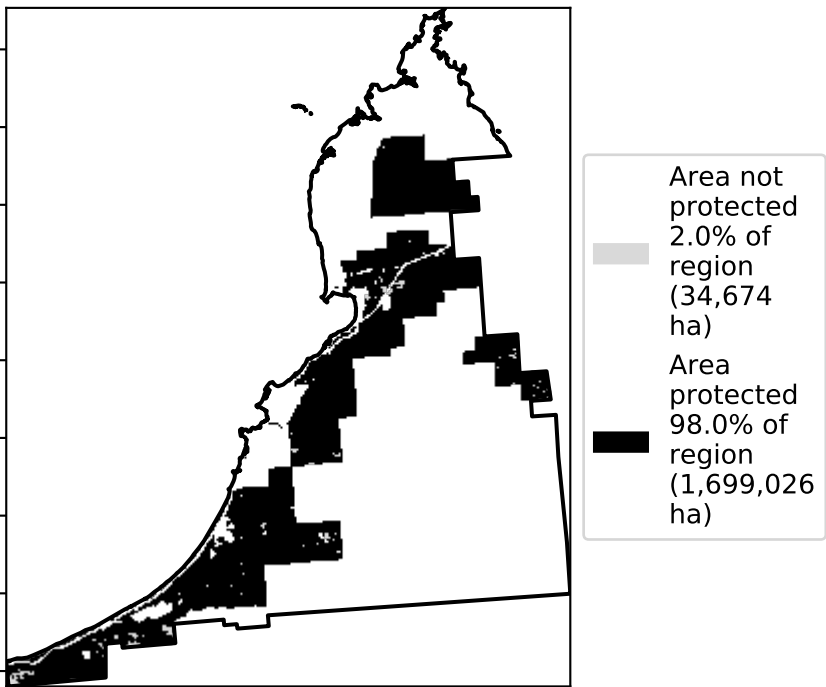 Area not
protected
2.0% of
region
(34,674
ha)
Area
protected
98.0% of
region
(1,699,026
ha)